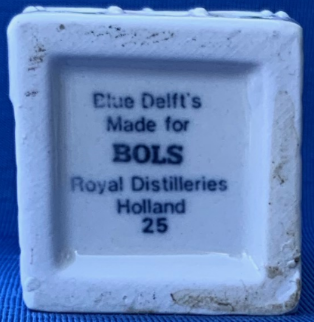 Blue Delft's
Made for
BOLS
Royal Distilleries
Holland
25